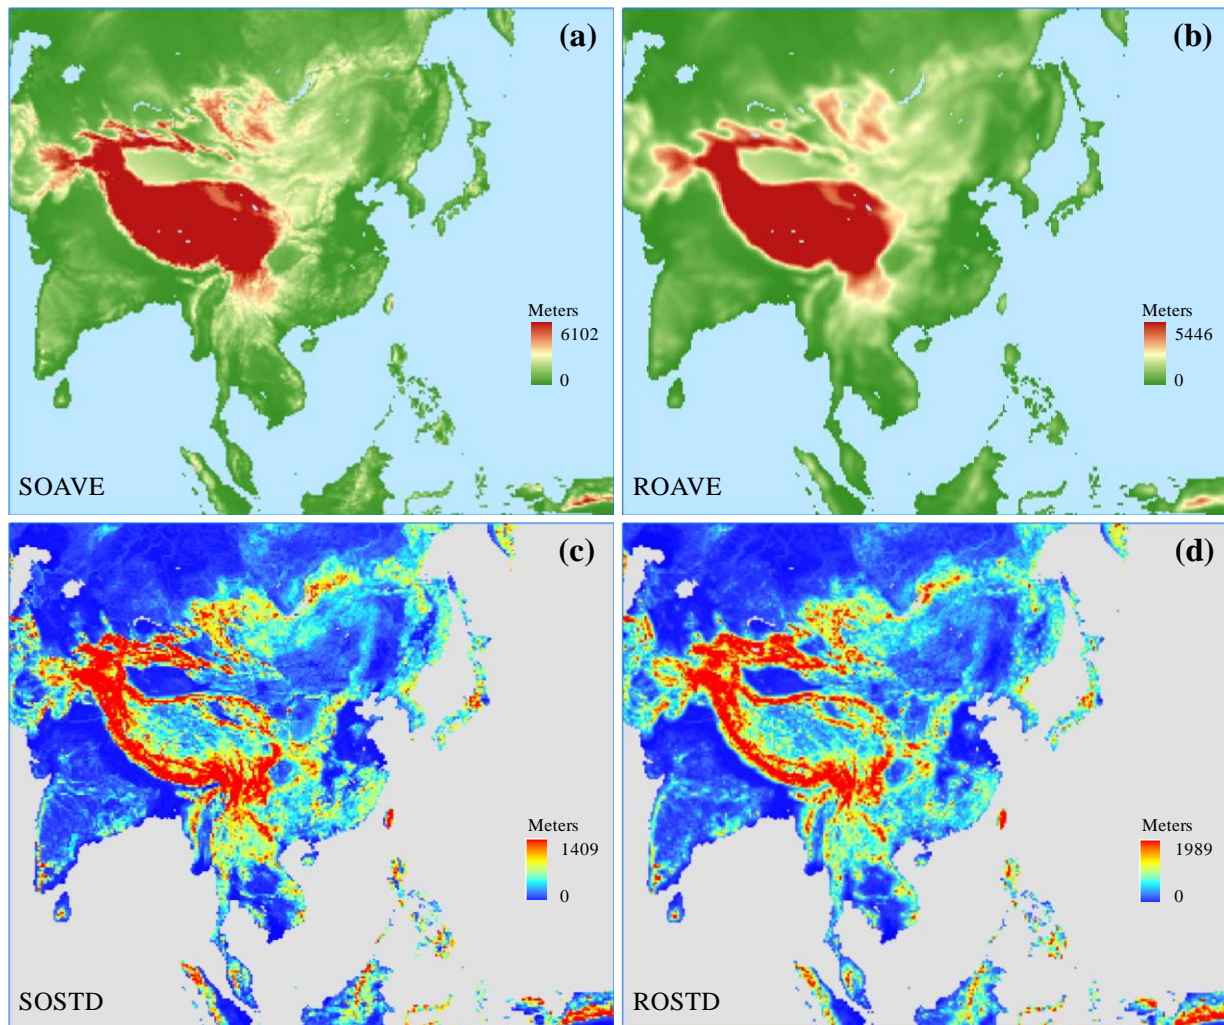 (a)
Meters
6102
0
SOAVE
(b)
Meters
5446
0
ROAVE
(c)
Meters
1409
0
SOSTD
(d)
Meters
1989
0
ROSTD